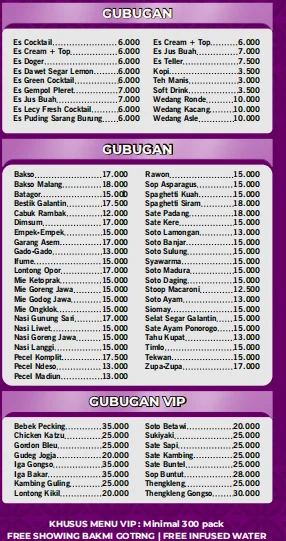 GUBUGAN
Es Cocktail........................6.000
Es Cream + Top...................6.000
Es Doger...........................6.000
Es Dawet Segar Lemon........6.000
Es Green Cocktail................6.000
Es Gempol Pleret................7.000
Es Jus Buah........................7.000
Es Lecy Fresh Cocktail.........6.000
Es Puding Sarang Burung....6.000
Es Cream + Top.........6.000
Es Jus Buah..............7.000
Es Teller...................7.500
Kopi.........................3.500
Teh Manis.................3.000
Soft Drink.................3.500
Wedang Ronde........10.000
Wedang Kacang.......10.000
Wedang Asle............10.000
GUBUGAN
Bakso..........................17.000
Bakso Malang...............18.000
Batagor........................15.000
Bestik Galantin..............17.500
Cabuk Rambak..............12.000
Dimsum.......................17.000
Empek-Empek..............15.000
Garang Asem................17.000
Gado-Gado...................13.000
Ifume..........................15.000
Lontong Opor...............17.000
Mie Ketoprak................15.000
Mie Goreng Jawa...........15.000
Mie Godog Jawa............15.000
Mie Ongklok.................15.000
Nasi Gunung Sari..........17.000
Nasi Liwet....................15.000
Nasi Goreng Jawa..........15.000
Nasi Langgi..................15.000
Pecel Komplit...............17.500
Pecel Ndeso.................13.000
Pecel Madiun................13.000
Rawon........................15.000
Sop Asparagus.............15.000
Spaghetti Kuah............15.000
Spaghetti Siram...........18.000
Sate Padang................18.000
Sate Kere....................15.000
Soto Lamongan............13.000
Soto Banjar.................15.000
Soto Sulung................15.000
Syawarma...................15.000
Soto Madura................15.000
Soto Daging................15.000
Stoop Macaroni............12.500
Soto Ayam...................13.000
Siomay.......................15.000
Selat Segar Galantin.....15.000
Sate Ayam Ponorogo.....15.000
Tahu Kupat..................13.000
Timlo.........................15.000
Tekwan.......................15.000
Zupa-Zupa...................17.000
GUBUGAN VIP
Bebek Pecking..............35.000
Chicken Katzu..............25.000
Gordon Bleu.................25.000
Gudeg Jogja.................20.000
Iga Gongso..................35.000
Iga Bakar....................35.000
Kambing Guling............25.000
Lontong Kikil................20.000
Soto Betawi.................20.000
Sukiyaki......................25.000
Sate Sapi....................25.000
Sate Kambing..............25.000
Sate Buntel.................25.000
Sop Buntut..................28.000
Thengkleng.................25.000
Thengkleng Gongso......30.000
KHUSUS MENU VIP : Minimal 300 pack
FREE SHOWING BAKMI GOTRNG | FREE INFUSED WATER